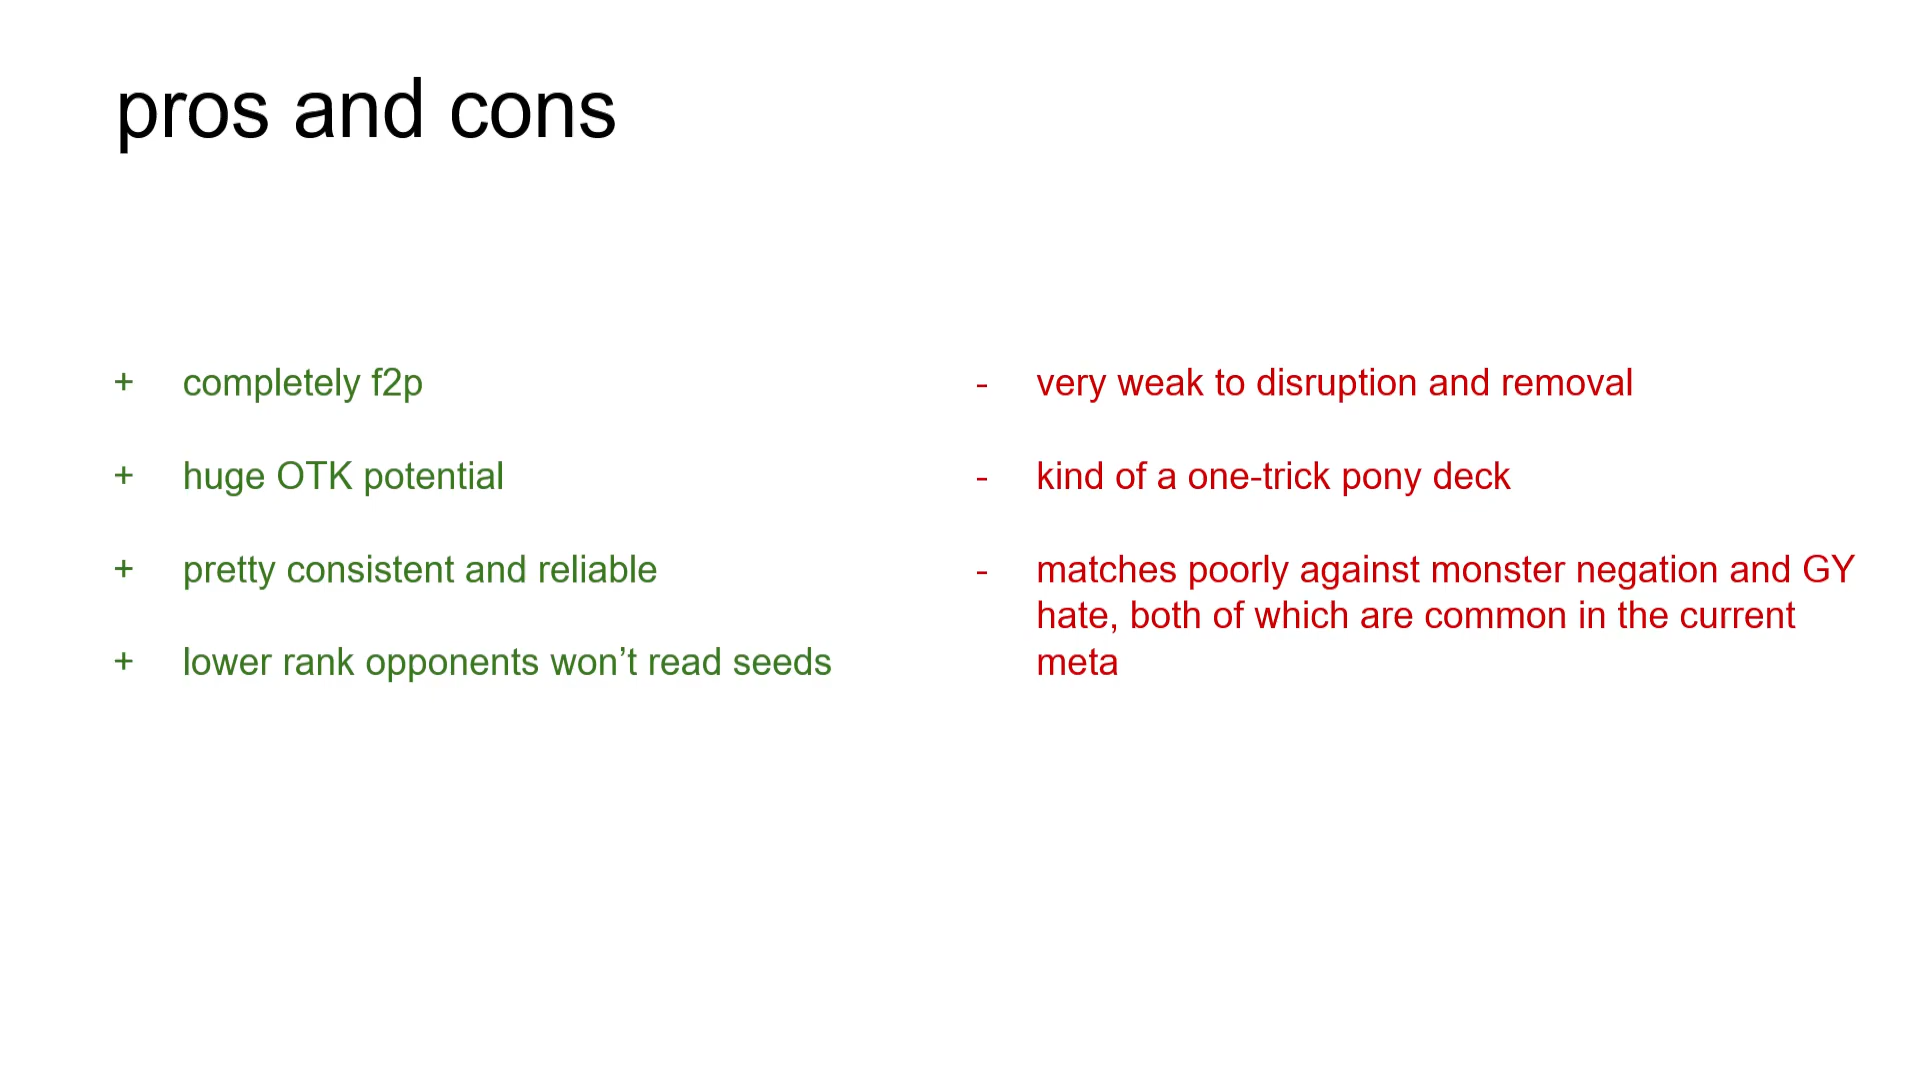 pros and cons
+ completely f2p
+ huge OTK potential
+ pretty consistent and reliable
+ lower rank opponents won’t read seeds
- very weak to disruption and removal
- kind of a one-trick pony deck
- matches poorly against monster negation and GY
hate, both of which are common in the current
meta